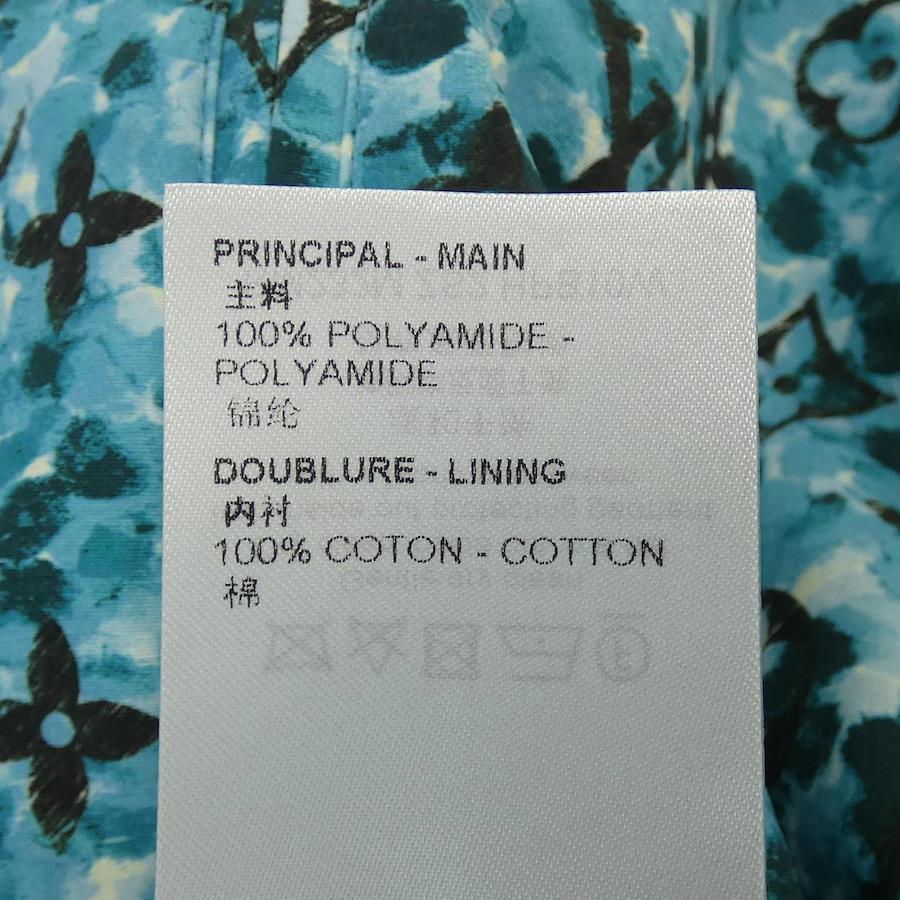 PRINCIPAL - MAIN
主料
100% POLYAMIDE -
POLYAMIDE
锦纶
DOUBLURE - LINING
内衬
100% COTON - COTTON
棉